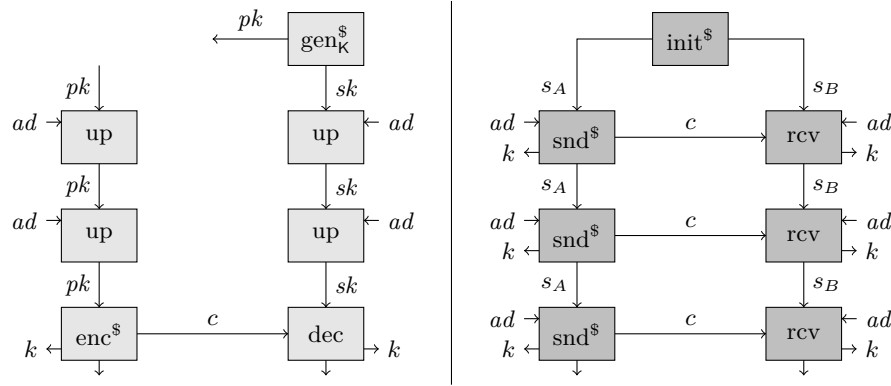 pk gen$K
pk sk
ad up up ad
pk sk
ad up up ad
pk sk
c
enc$ dec
k k
init$
sA sB
ad snd$ c rcv ad
k k
sA sB
ad snd$ c rcv ad
k k
sA sB
ad snd$ c rcv ad
k k